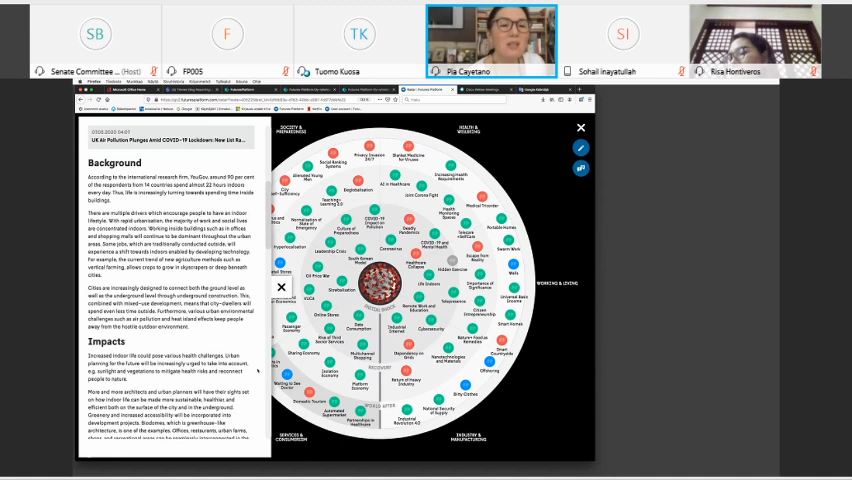 SB
F
TK
SI
Senate Committee ... (Host)
FP005
Tuomo Kuosa
Pia Cayetano
Sohail inayatullah
Risa Hontiveros
UK Air Pollution Plunges Amid COVID-19 Lockdown: New List Ra...
Background
According to the international research firm, YouGov, around 90 per cent
of the respondents from 14 countries spend almost 22 hours indoors
every day. Thus, life is increasingly turning towards spending time inside
buildings.
There are multiple drivers which encourage people to have an indoor
lifestyle. With rapid urbanisation, the majority of work and social lives
are concentrated indoors. Working inside buildings such as in offices
and shopping malls will continue to be dominant throughout the urban
areas. Some jobs, which are traditionally conducted outside, will
experience a shift towards indoors enabled by developing technology.
For example, the current trend of new agriculture methods such as
vertical farming, allows crops to grow in skyscrapers or deep beneath
cities.
Cities are increasingly designed to connect both the ground level as
well as the underground level through underground construction. This,
combined with mixed-use development, means that city-dwellers will
spend even less time outside. Furthermore, various urban environmental
challenges such as air pollution and heat island effects keep people
away from the hostile outdoor environment.
Impacts
Increased indoor life could pose various health challenges. Urban
planning for the future will be increasingly urged to take into account,
e.g. sunlight and vegetations to mitigate health risks and reconnect
people to nature.
More and more architects and urban planners will have their sights set
on how indoor life can be made more sustainable, healthier, and
efficient both on the surface of the city and in the underground.
Greenery and increased accessibility will be incorporated into
development projects. Biodomes, which is greenhouse-like
architecture, is one of the examples. Offices, restaurants, urban farms,
SOCIETY &
PREPAREDNESS
HEALTH &
WELLBEING
WORKING & LIVING
INDUSTRY &
MANUFACTURING
SERVICES &
CONSUMERISM
Social Ranking
Systems
Privacy Invasion
24/7
Blanket Medicine
for Viruses
Alienated Young
Men
Deglobalisation
AI in Healthcare
Increasing Health
Requirements
Teaching+
Learning 2.0
Joint Corona Fight
Medical Tricorder
Normalisation of
State of
Emergency
Culture of
Preparedness
COVID-19
Impact on
Pollution
Deadly
Pandemics
Health
Monitoring
Spaces
Telecare
+Selfcare
Portable Homes
Hyperlocalisation
Leadership Crisis
South Korean
Model
Coronavirus
COVID-19 and
Mental Health
Escape from
Reality
Swarm Work
Healthcare
Collapse
Hidden Exercise
Walls
Oil Price War
Life Indoors
Importance of
Significance
VUCA
Slowbalisation
Telepresence
Universal Basic
Income
Online Stores
Remote Work and
Education
Citizen
Entrepreneurship
Passenger
Economy
Data
Consumption
INITIAL SHOCK
Industrial
Internet
Cybersecurity
Smart Homes
Rise of Third
Sector Services
Sharing Economy
Multichannel
Shopping
Dependency on
Birds
Nanotechnologies
and Materials
Smart
Countryside
Isolation
Economy
RECOVERY
Offshoring
Waiting to See
Doctor
Platform
Economy
Return of Heavy
Industry
Dirty Clothes
Domestic Tourism
Automated
Supermarket
WORLD AFTER
Partnerships in
Healthcare
Industrial
Revolution 4.0
National Security
of Supply